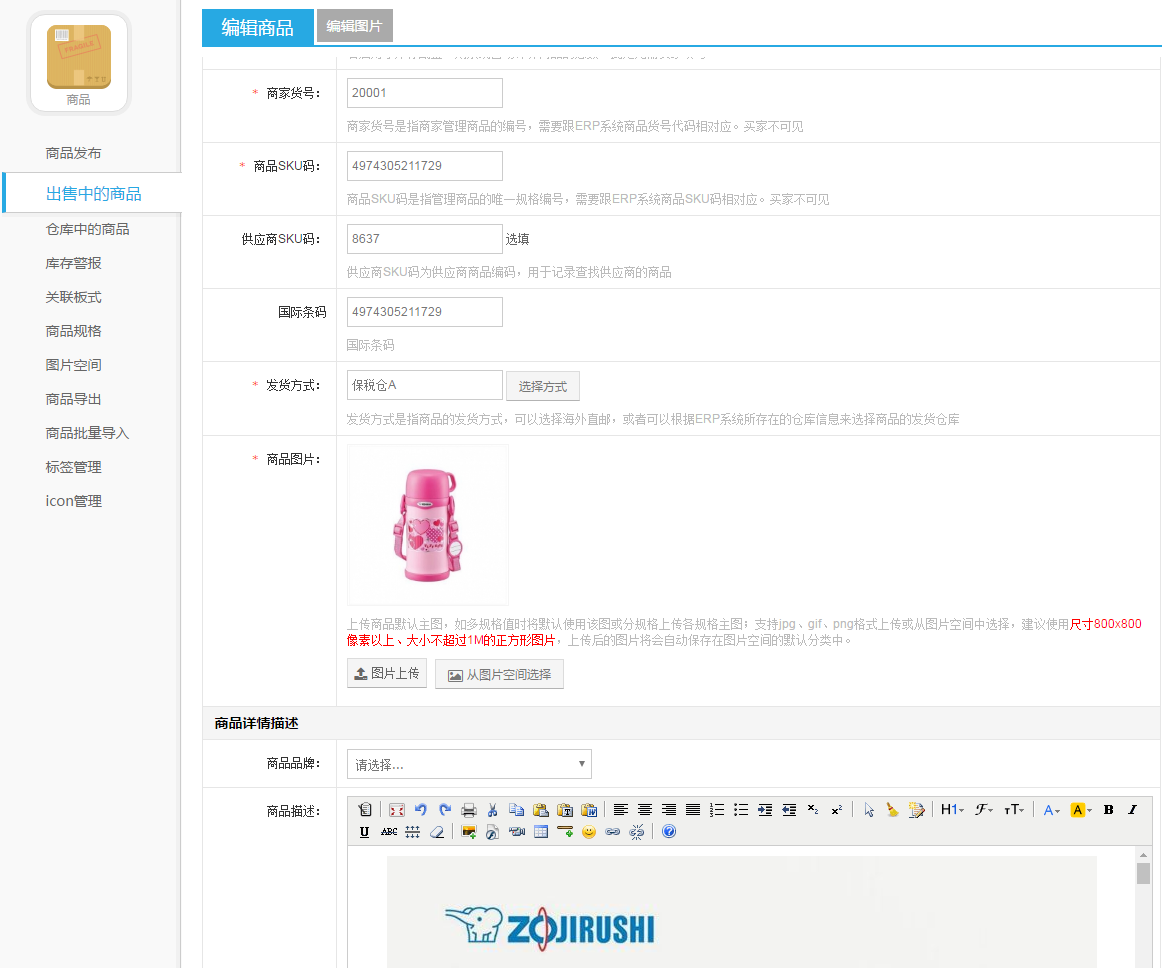 编辑商品
编辑图片
FRAGILE
商品
商品发布
出售中的商品
仓库中的商品
库存警报
关联板式
商品规格
图片空间
商品导出
商品批量导入
标签管理
icon管理
* 商家货号：
20001
商家货号是指商家管理商品的编号，需要跟ERP系统商品货号代码相对应。买家不可见
* 商品SKU码：
4974305211729
商品SKU码是指管理商品的唯一规格编号，需要跟ERP系统商品SKU码相对应。买家不可见
供应商SKU码：
8637
选填
供应商SKU码为供应商商品编码，用于记录查找供应商的商品
国际条码
4974305211729
国际条码
* 发货方式：
保税仓A
选择方式
发货方式是指商品的发货方式，可以选择海外直邮，或者可以根据ERP系统所存在的仓库信息来选择商品的发货仓库
* 商品图片：
上传商品默认主图，如多规格值时将默认使用该图或分规格上传各规格主图；支持jpg、gif、png格式上传或从图片空间中选择，建议使用尺寸800x800
像素以上、大小不超过1M的正方形图片，上传后的图片将会自动保存在图片空间的默认分类中。
图片上传
从图片空间选择
商品详情描述
商品品牌：
请选择...
商品描述：
H1 F TT A A B I
U ABC
ZOJIRUSHI